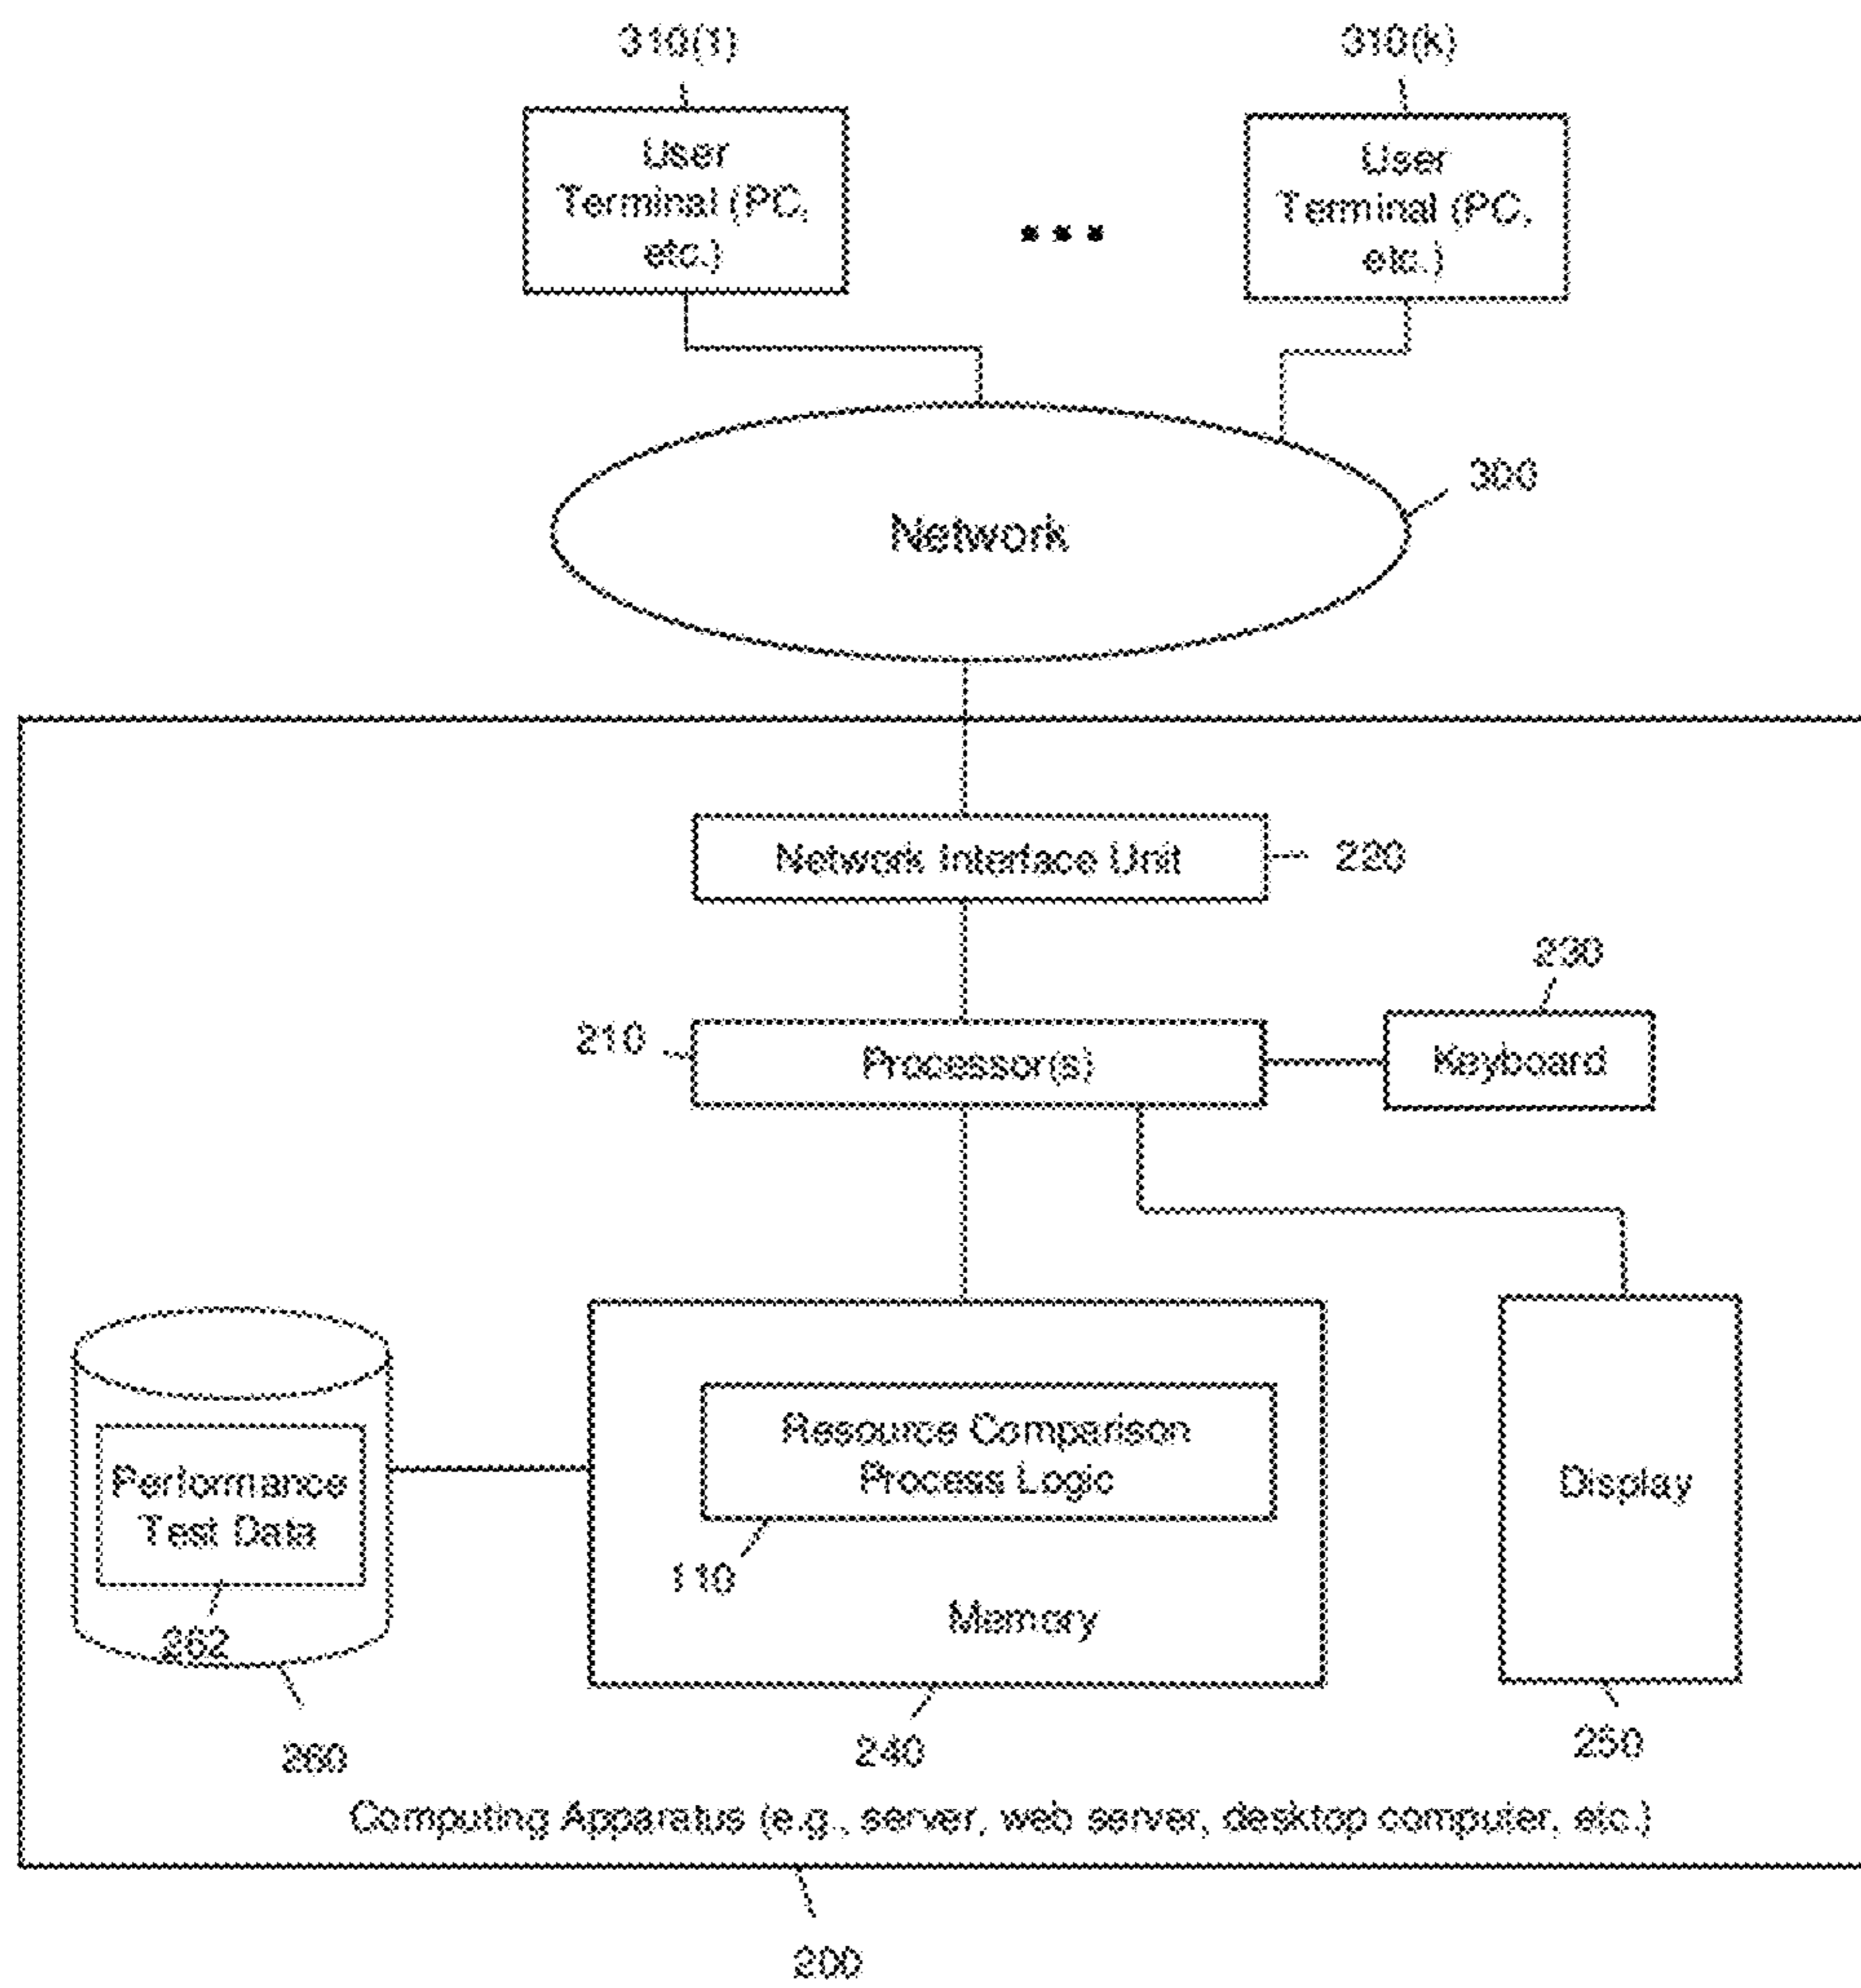 310(1)
310(k)
User
Terminal (PC,
etc.)
User
Terminal (PC,
etc.)
Network
300
Network Interface Unit
220
230
210
Processor(s)
Keyboard
Resource Comparison
Process Logic
110
Memory
Performance
Test Data
262
Display
260
240
250
Computing Apparatus (e.g., server, web server, desktop computer, etc.)
200